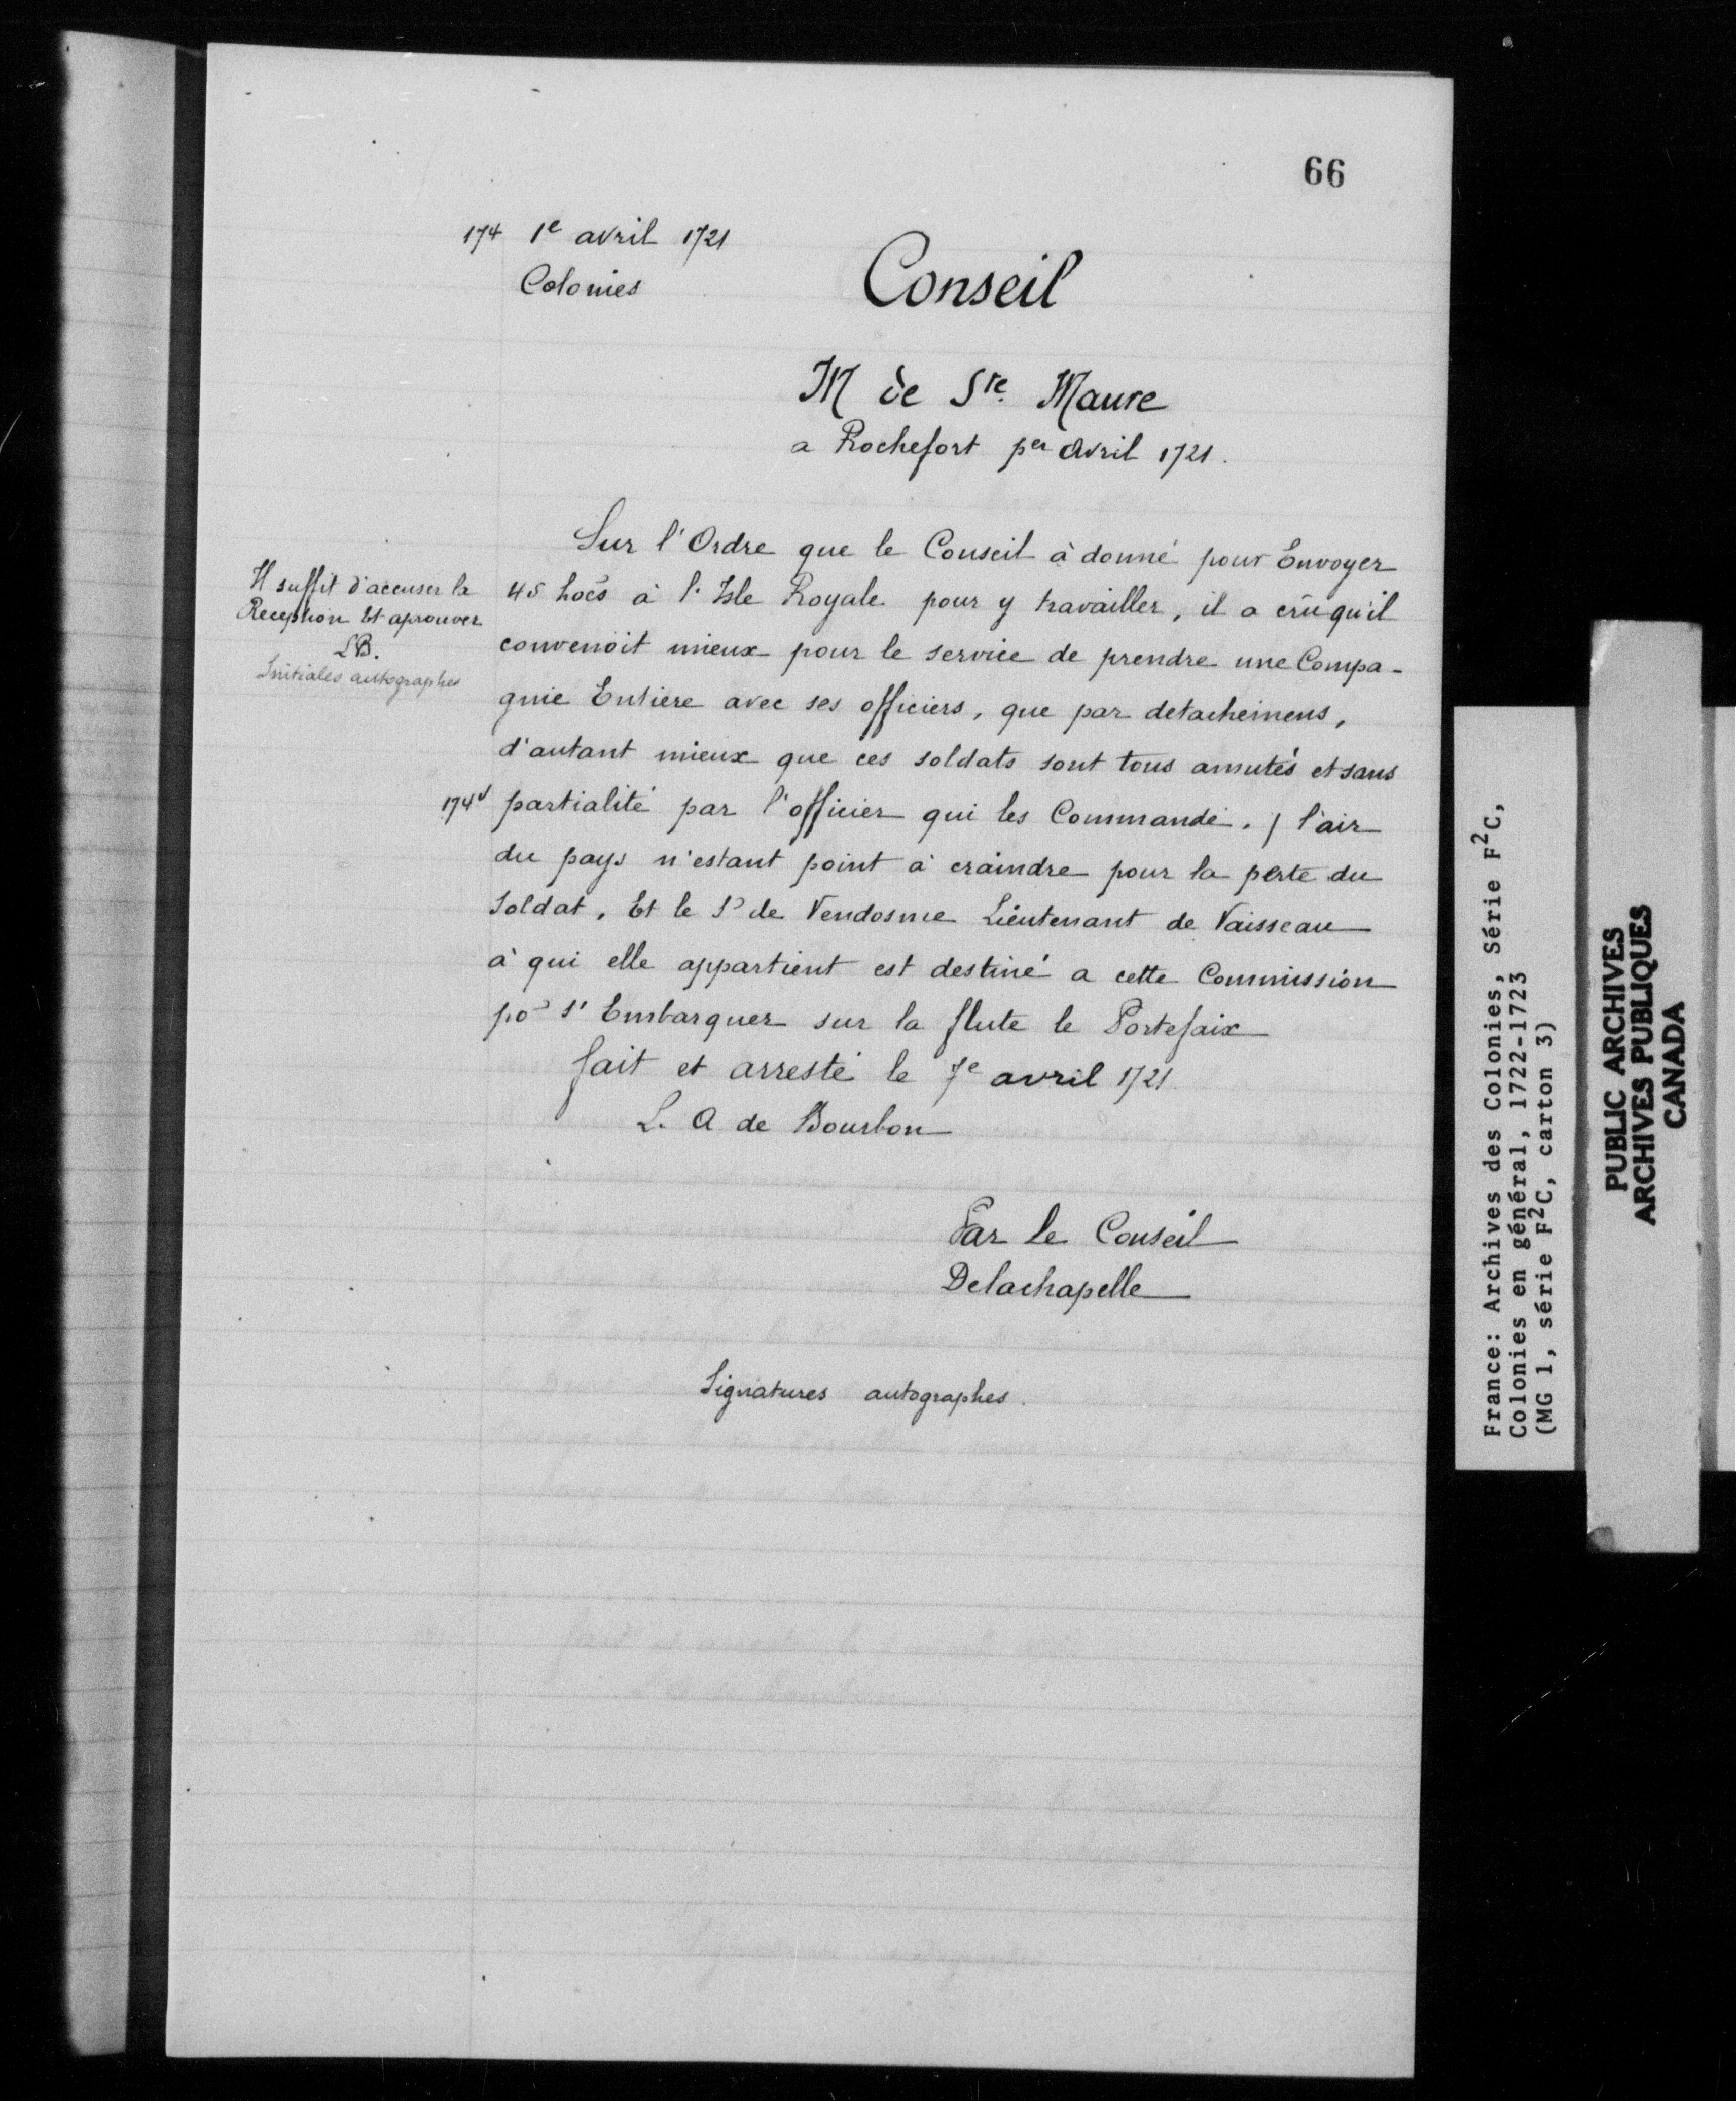 66
174 1e avril 1721
Colonies
Conseil
M de Ste. Maure
a Rochefort per Avril 1721.
Sur l'Ordre que le Conseil à donné pour Envoyer
45 hoēs à l'Isle Royale pour y travailler, il a crû qu'il
convenoit mieux pour le service de prendre une Compa-
gnie Entiere avec ses officiers, que par detachemens,
d'autant mieux que ces soldats sont tous amutés et sans
174v partialité par l'officier qui les Commande. / l'air
du pays n'estant point à craindre pour la perte du
Soldat, Et le Sr de Vendosme Lieutenant de Vaisseau
à qui elle appartient est destiné a cette Commission
por s'Embarquer sur la flute le Portefaix
fait et arresté le 7e avril 1721
L. A de Bourbon
Par le Conseil
Delachapelle
Signatures autographes.
Il suffit d'accuser la
Reception Et aprouver
LB.
Initiales autographes
France: Archives des Colonies, Série F2C,
Colonies en général, 1722-1723
(MG 1, série F2C, carton 3)
PUBLIC ARCHIVES
ARCHIVES PUBLIQUES
CANADA